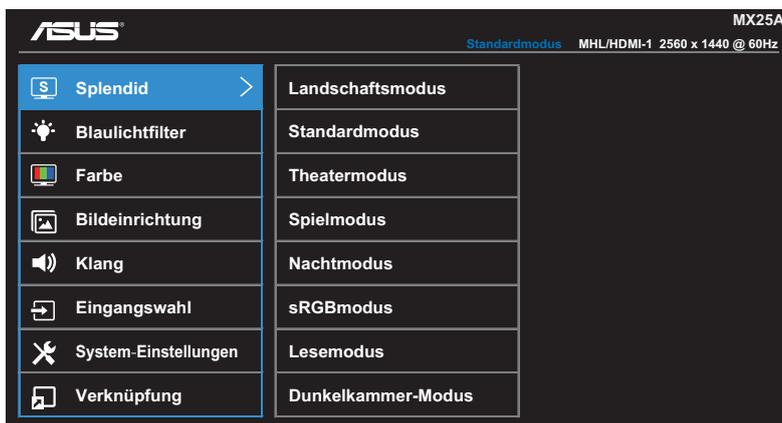 ASUS
MX25A
Standardmodus MHL/HDMI-1 2560 x 1440 @ 60Hz
S Splendid
Blaulichtfilter
Farbe
Bildeinrichtung
Klang
Eingangswahl
System-Einstellungen
Verknüpfung
Landschaftsmodus
Standardmodus
Theatermodus
Spielmodus
Nachtmodus
sRGBmodus
Lesemodus
Dunkelkammer-Modus